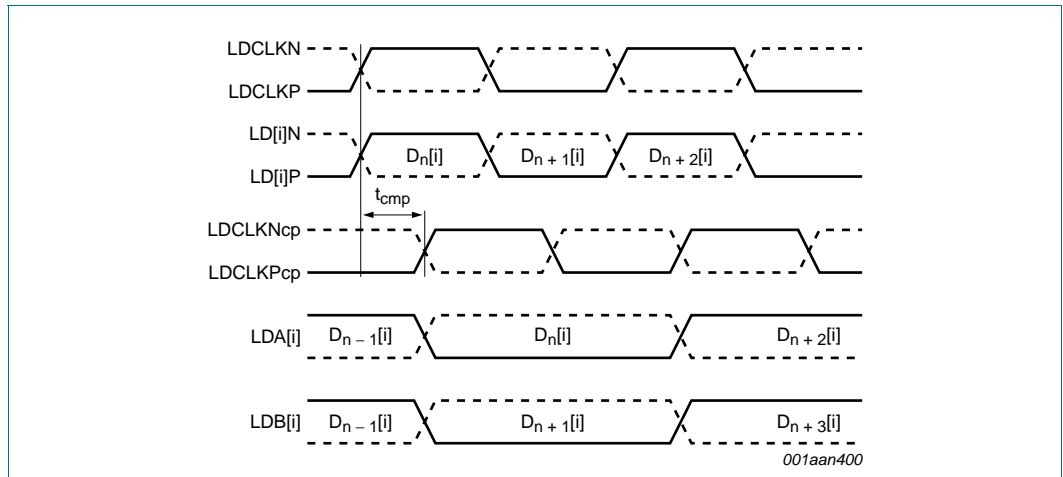 LDCLKN
LDCLKP
LD[i]N
Dn[i] Dn + 1[i] Dn + 2[i]
LD[i]P
tcmp
LDCLKNcp
LDCLKPcp
LDA[i] Dn − 1[i] Dn[i] Dn + 2[i]
LDB[i] Dn − 1[i] Dn + 1[i] Dn + 3[i]
001aan400